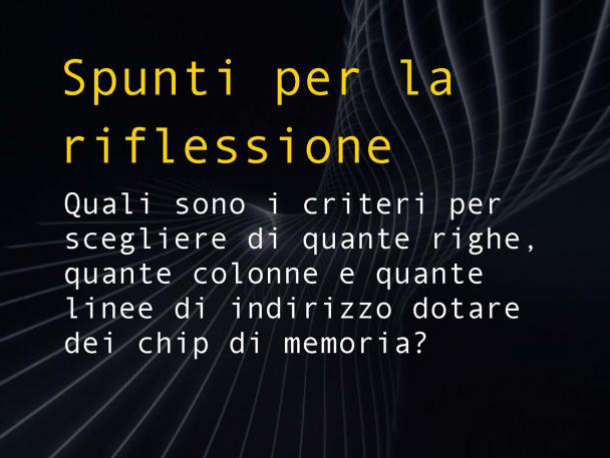 Spunti per la
riflessione
Quali sono i criteri per
scegliere di quante righe,
quante colonne e quante
linee di indirizzo dotare
dei chip di memoria?